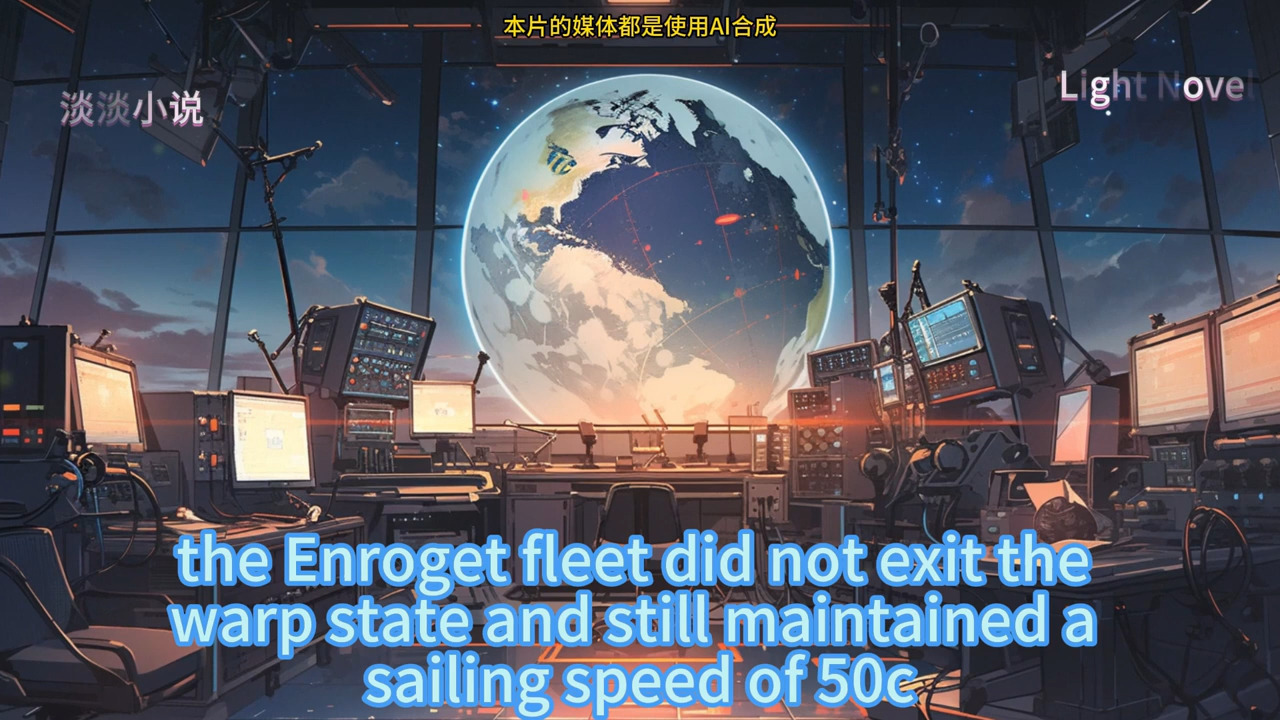 本片的媒体都是使用AI合成
淡淡小说
Light Novel
the Enroget fleet did not exit the
warp state and still maintained a
sailing speed of 50c